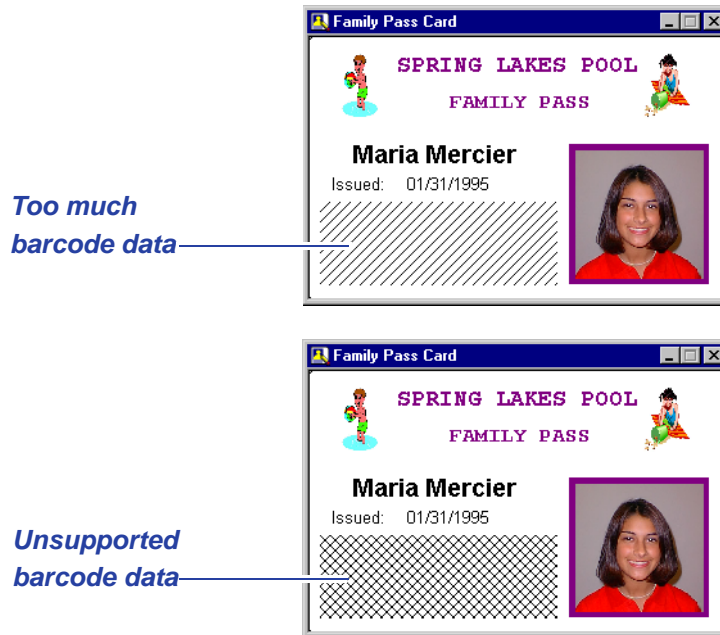 Family Pass Card
SPRING LAKES POOL
FAMILY PASS
Maria Mercier
Issued: 01/31/1995
Too much
barcode data
Family Pass Card
SPRING LAKES POOL
FAMILY PASS
Maria Mercier
Issued: 01/31/1995
Unsupported
barcode data